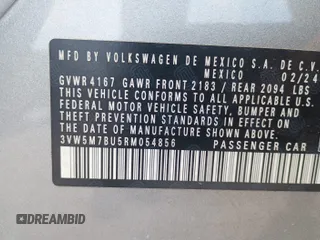 MFD. BY VOLKSWAGEN DE MEXICO S.A. DE C.V.
MEXICO 02/24
GVWR 4167 GAWR FRONT 2183 / REAR 2094 LBS
THIS VEHICLE CONFORMS TO ALL APPLICABLE
FEDERAL MOTOR VEHICLE SAFETY, BUMPER AND
THEFT PREVENTION STANDARDS IN EFFECT ON
THE DATE OF MANUFACTURE SHOWN ABOVE
3VW5M7BU5RM054856 PASSENGER CAR
DREAMBID